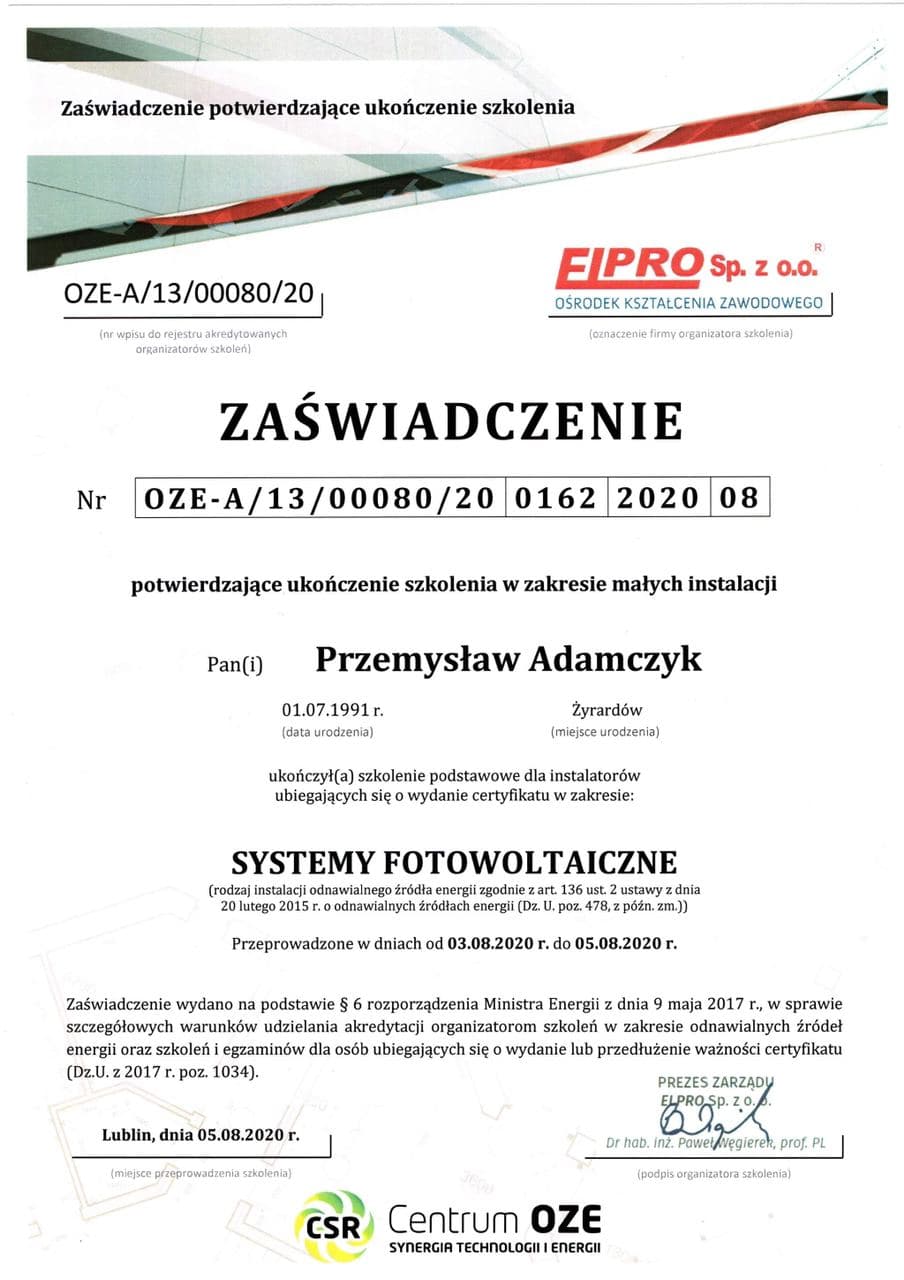 Zaświadczenie potwierdzające ukończenie szkolenia
OZE-A/13/00080/20
(nr wpisu do rejestru akredytowanych
organizatorów szkoleń)
ElPRO Sp. z o.o. R
OŚRODEK KSZTAŁCENIA ZAWODOWEGO
(oznaczenie firmy organizatora szkolenia)
ZAŚWIADCZENIE
Nr OZE-A/13/00080/20 0162 2020 08
potwierdzające ukończenie szkolenia w zakresie małych instalacji
Pan(i) Przemysław Adamczyk
01.07.1991 r. Żyrardów
(data urodzenia) (miejsce urodzenia)
ukończył(a) szkolenie podstawowe dla instalatorów
ubiegających się o wydanie certyfikatu w zakresie:
SYSTEMY FOTOWOLTAICZNE
(rodzaj instalacji odnawialnego źródła energii zgodnie z art. 136 ust. 2 ustawy z dnia
20 lutego 2015 r. o odnawialnych źródłach energii (Dz. U. poz. 478, z późn. zm.))
Przeprowadzone w dniach od 03.08.2020 r. do 05.08.2020 r.
Zaświadczenie wydano na podstawie § 6 rozporządzenia Ministra Energii z dnia 9 maja 2017 r., w sprawie
szczegółowych warunków udzielania akredytacji organizatorom szkoleń w zakresie odnawialnych źródeł
energii oraz szkoleń i egzaminów dla osób ubiegających się o wydanie lub przedłużenie ważności certyfikatu
(Dz.U. z 2017 r. poz. 1034).
PREZES ZARZĄDU
ELPRO Sp. z o.o.
Dr hab. inż. Paweł Węgierek, prof. PL
Lublin, dnia 05.08.2020 r.
(miejsce przeprowadzenia szkolenia)
(podpis organizatora szkolenia)
CSR Centrum OZE
SYNERGIA TECHNOLOGII I ENERGII